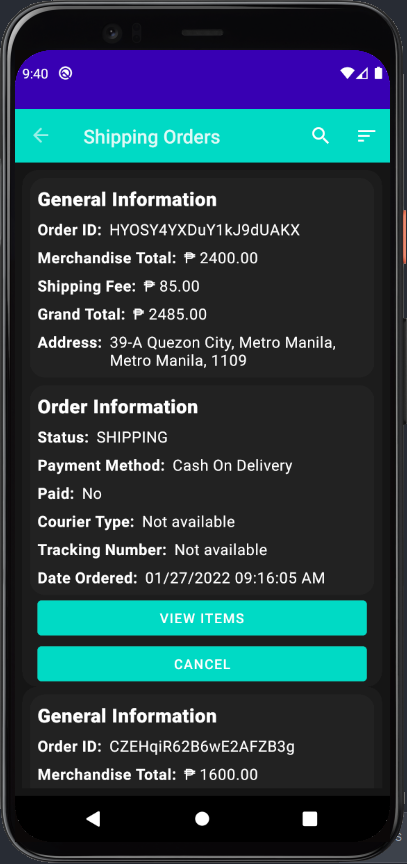 9:40
Shipping Orders
General Information
Order ID: HYOSY4YXDuY1kJ9dUAKX
Merchandise Total: ₱ 2400.00
Shipping Fee: ₱ 85.00
Grand Total: ₱ 2485.00
Address: 39-A Quezon City, Metro Manila,
Metro Manila, 1109
Order Information
Status: SHIPPING
Payment Method: Cash On Delivery
Paid: No
Courier Type: Not available
Tracking Number: Not available
Date Ordered: 01/27/2022 09:16:05 AM
VIEW ITEMS
CANCEL
General Information
Order ID: CZEHqiR62B6wE2AFZB3g
Merchandise Total: ₱ 1600.00